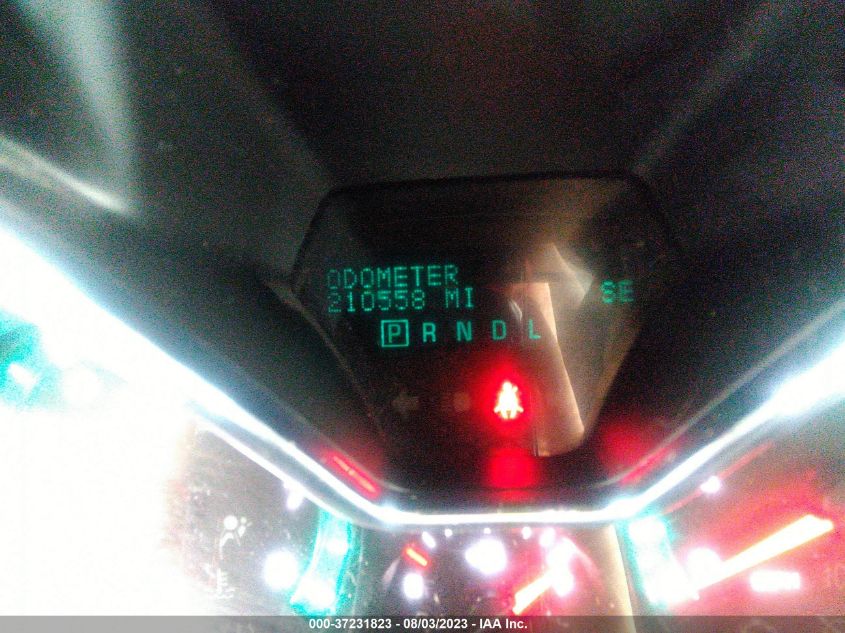 ODOMETER
210558 MI SE
P R N D L
000-37231823 - 08/03/2023 - IAA Inc.